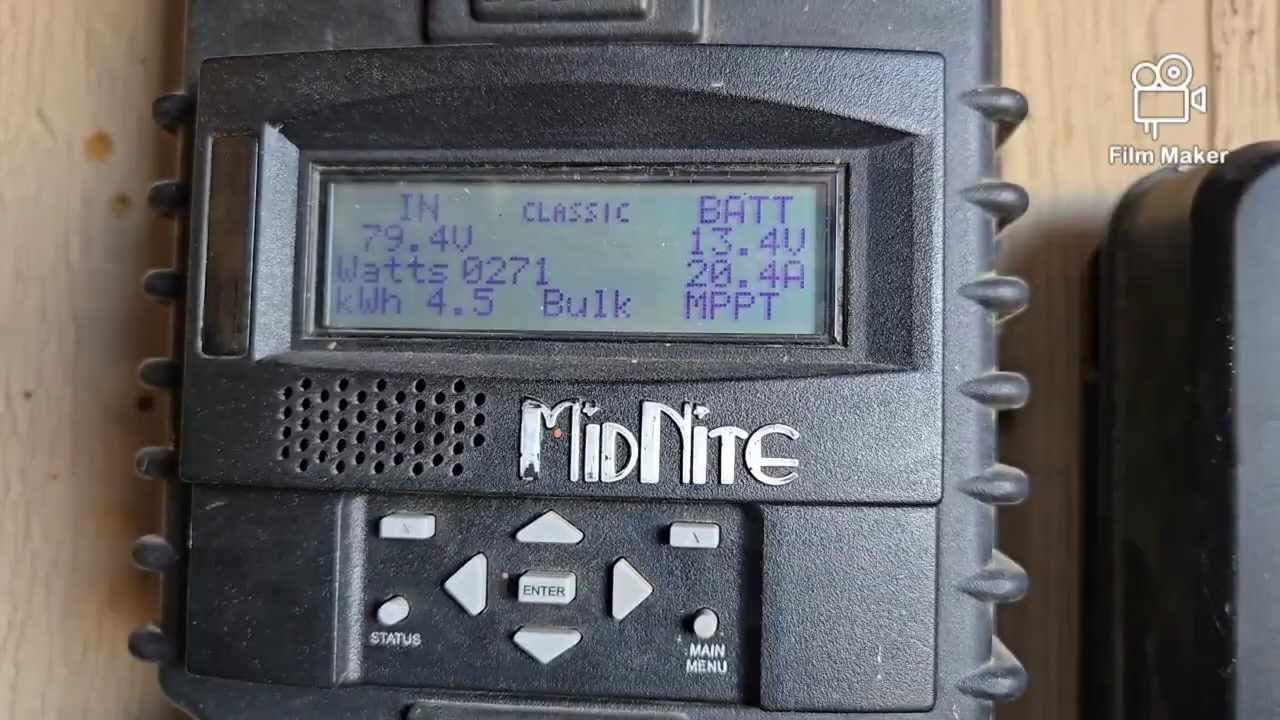 Film Maker
IN CLASSIC BATT
79.4V 13.4V
Watts 0271 20.4A
kWh 4.5 Bulk MPPT
MIDNITE
ENTER
STATUS
MAIN
MENU